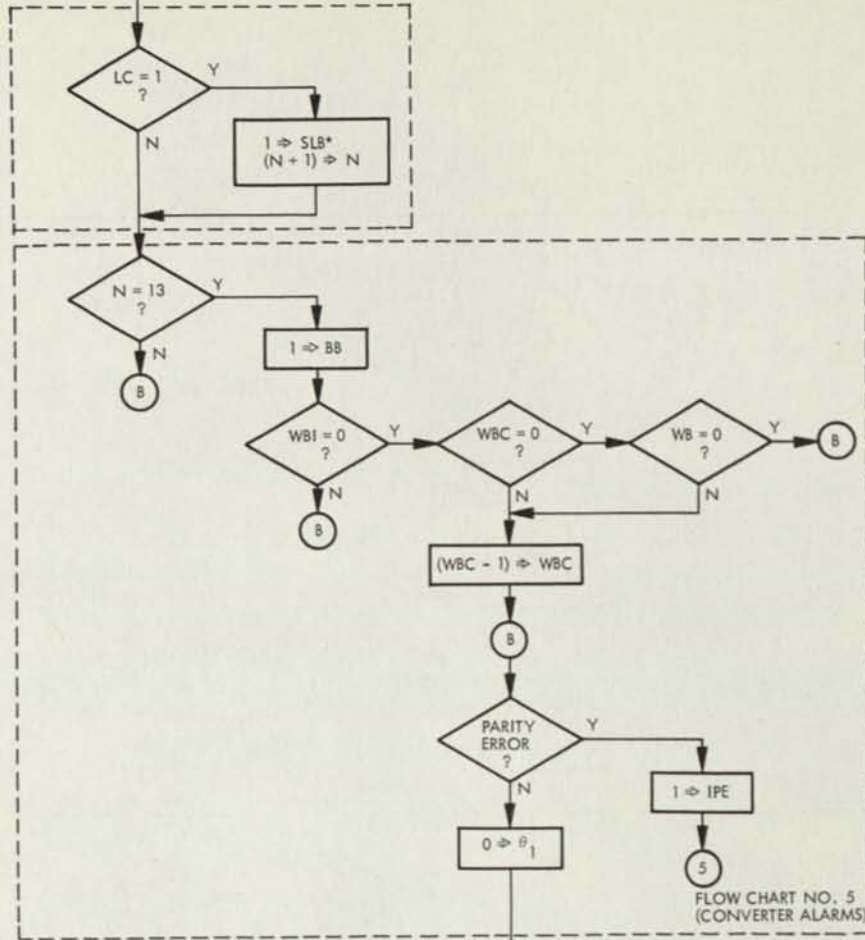 LC = 1
?
Y
N
1 ⇒ SLB*
(N + 1) ⇒ N
N = 13
?
Y
N
B
1 ⇒ BB
WBI = 0
?
Y
N
B
WBC = 0
?
Y
N
WB = 0
?
Y
N
B
(WBC - 1) ⇒ WBC
B
PARITY
ERROR
?
Y
N
1 ⇒ IPE
0 ⇒ θ1
5
FLOW CHART NO. 5
(CONVERTER ALARMS)